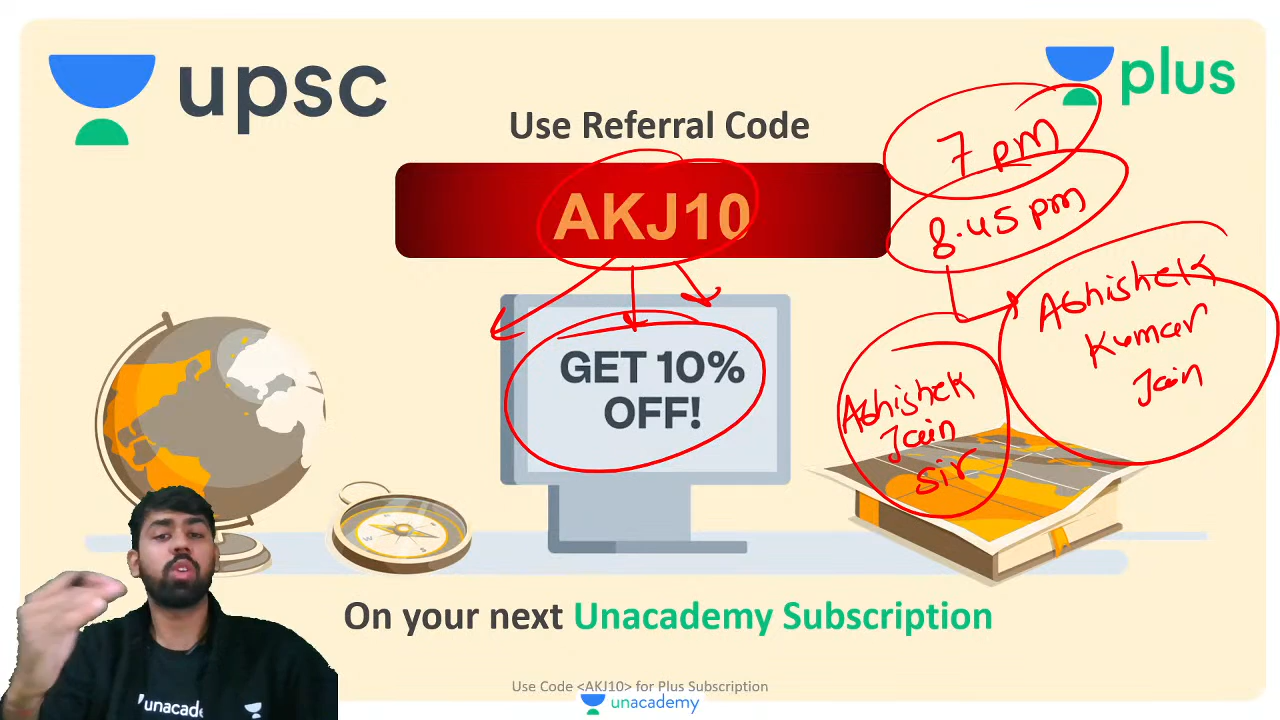 upsc
plus
Use Referral Code
AKJ10
7 pm
8.45 pm
GET 10%
OFF!
Abhishek
Kumar
Jain
Abhishek
Jain
sir
On your next Unacademy Subscription
Use Code <AKJ10> for Plus Subscription
unacademy